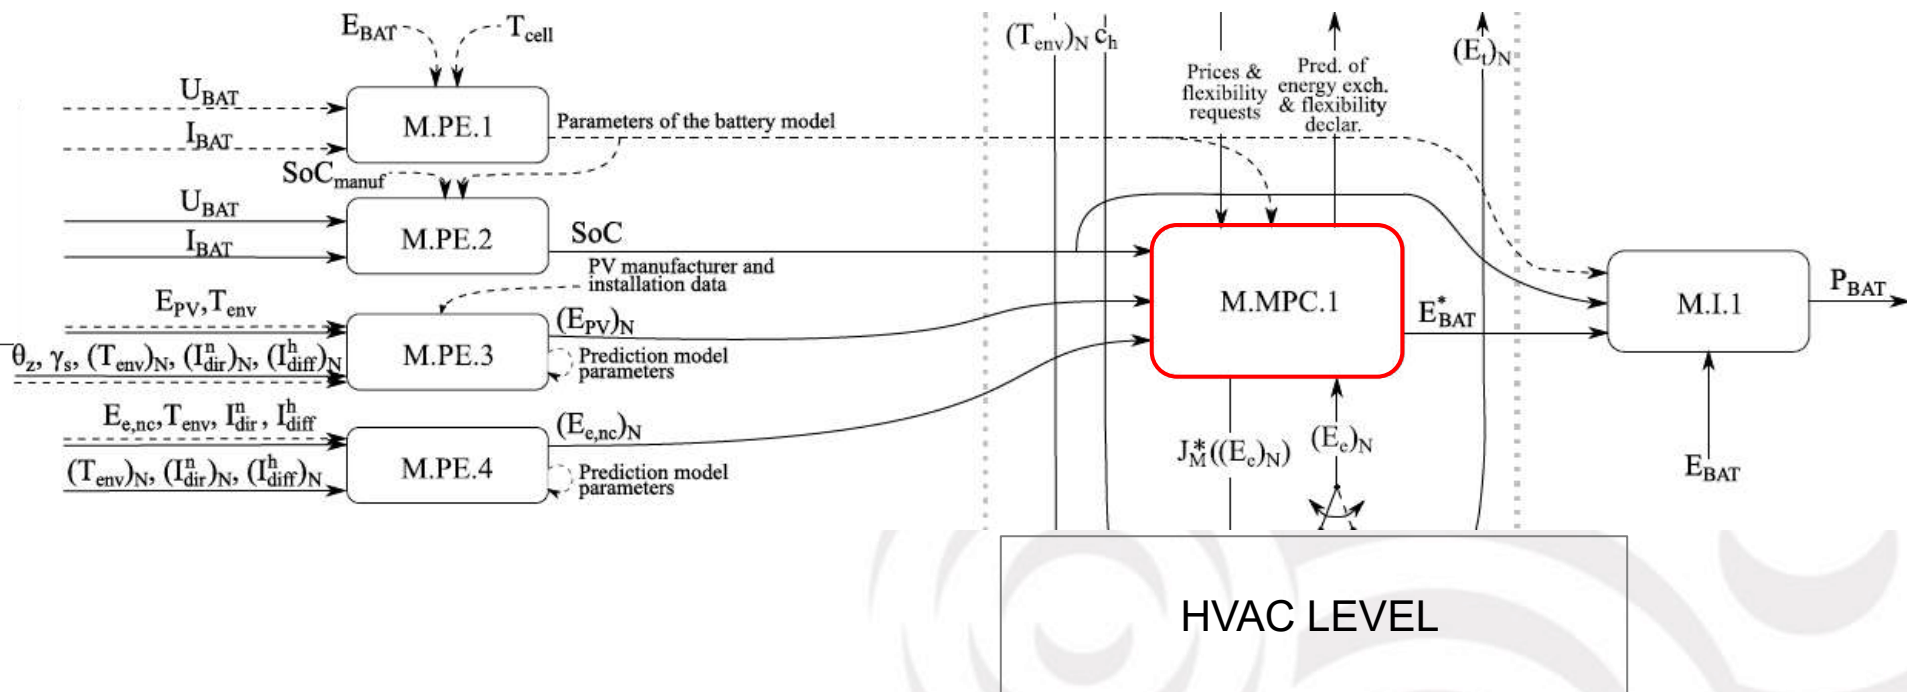 E_BAT
T_cell
(T_env)_N c_h
(E_t)_N
Prices &
flexibility
requests
Pred. of
energy exch.
& flexibility
declar.
U_BAT
I_BAT
M.PE.1
Parameters of the battery model
SoC_manuf
U_BAT
I_BAT
M.PE.2
SoC
PV manufacturer and
installation data
E_PV, T_env
θ_z, γ_s, (T_env)_N, (I^n_dir)_N, (I^h_diff)_N
M.PE.3
(E_PV)_N
Prediction model
parameters
E_e,nc, T_env, I^n_dir, I^h_diff
(T_env)_N, (I^n_dir)_N, (I^h_diff)_N
M.PE.4
(E_e,nc)_N
Prediction model
parameters
M.MPC.1
E*_BAT
M.I.1
P_BAT
E_BAT
J*_M((E_e)_N)
(E_e)_N
HVAC LEVEL